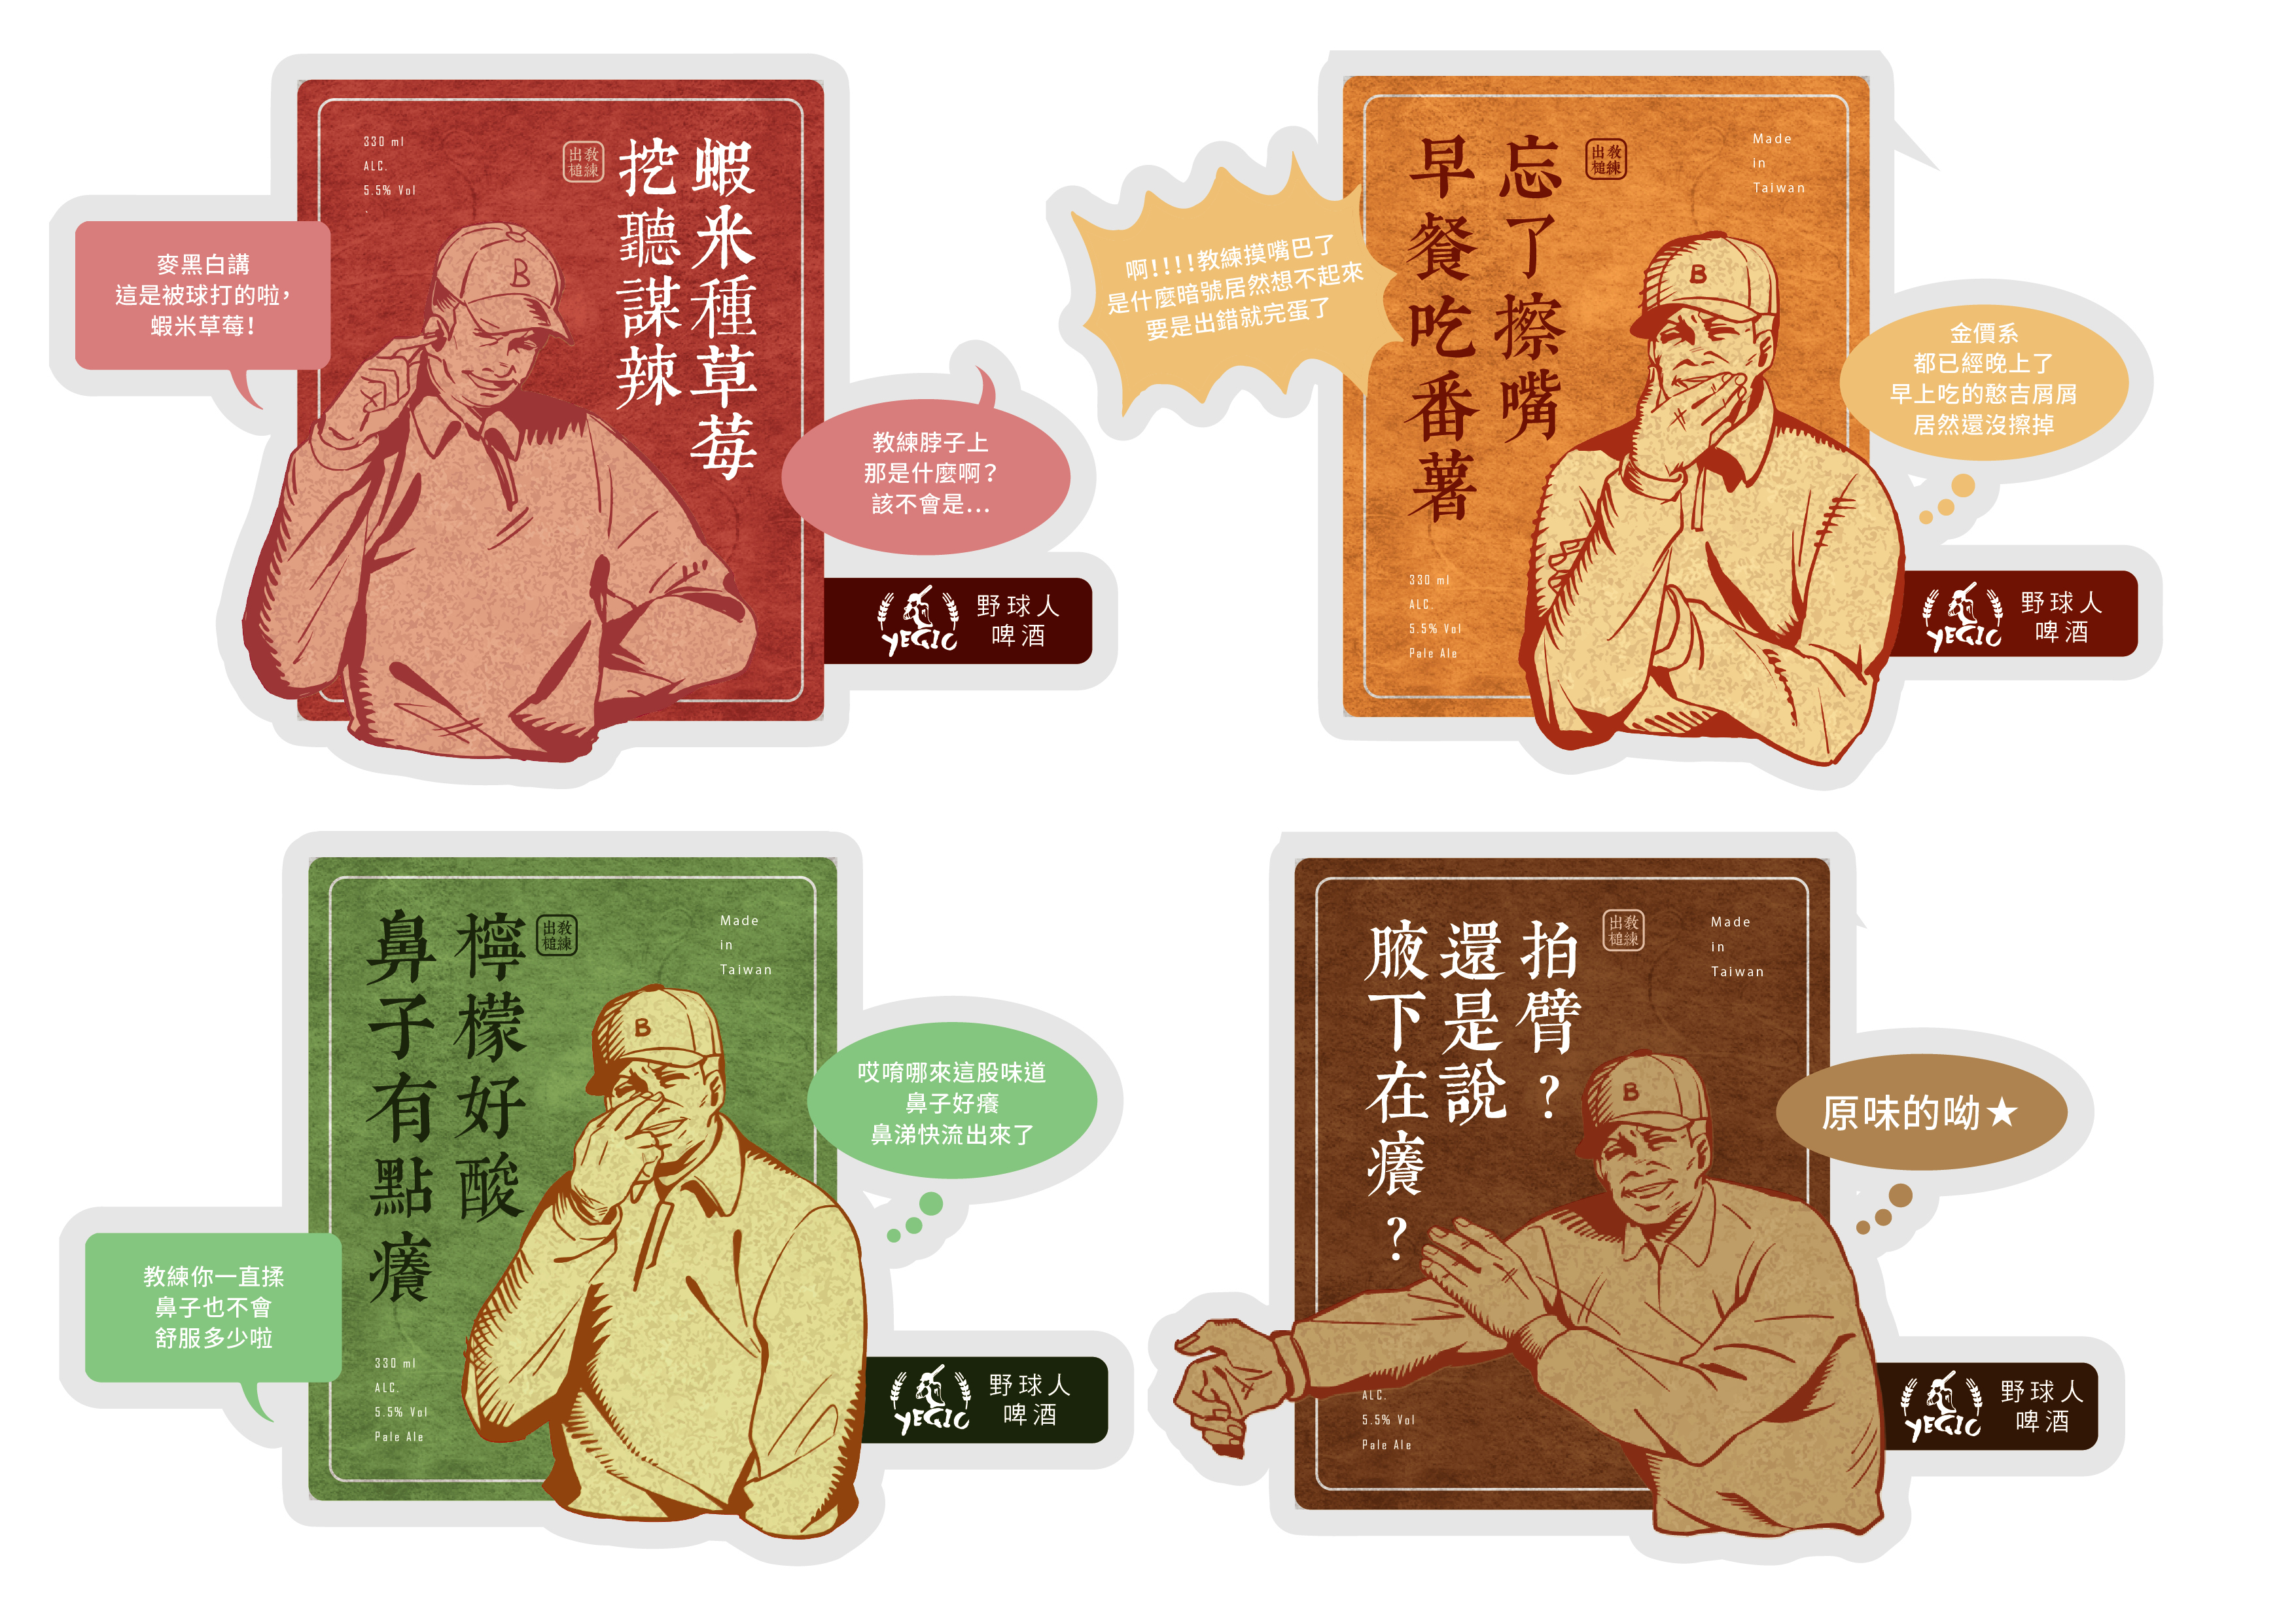 330 ml
ALC.
5.5% Vol
教練
出槌
蝦米種草莓
挖聽謀辣
麥黑白講
這是被球打的啦，
蝦米草莓！
B
教練脖子上
那是什麼啊？
該不會是...
YEGIC
野球人
啤酒
Made
in
Taiwan
教練
出槌
忘了擦嘴
早餐吃番薯
啊!!!!教練摸嘴巴了
是什麼暗號居然想不起來
要是出錯就完蛋了
B
金價系
都已經晚上了
早上吃的憨吉屑屑
居然還沒擦掉
330 ml
ALC.
5.5% Vol
Pale Ale
YEGIC
野球人
啤酒
Made
in
Taiwan
教練
出槌
檸檬好酸
鼻子有點癢
B
哎唷哪來這股味道
鼻子好癢
鼻涕快流出來了
教練你一直揉
鼻子也不會
舒服多少啦
330 ml
ALC.
5.5% Vol
Pale Ale
YEGIC
野球人
啤酒
Made
in
Taiwan
教練
出槌
拍臂？
還是說
腋下在癢？
B
原味的呦★
ALC.
5.5% Vol
Pale Ale
YEGIC
野球人
啤酒